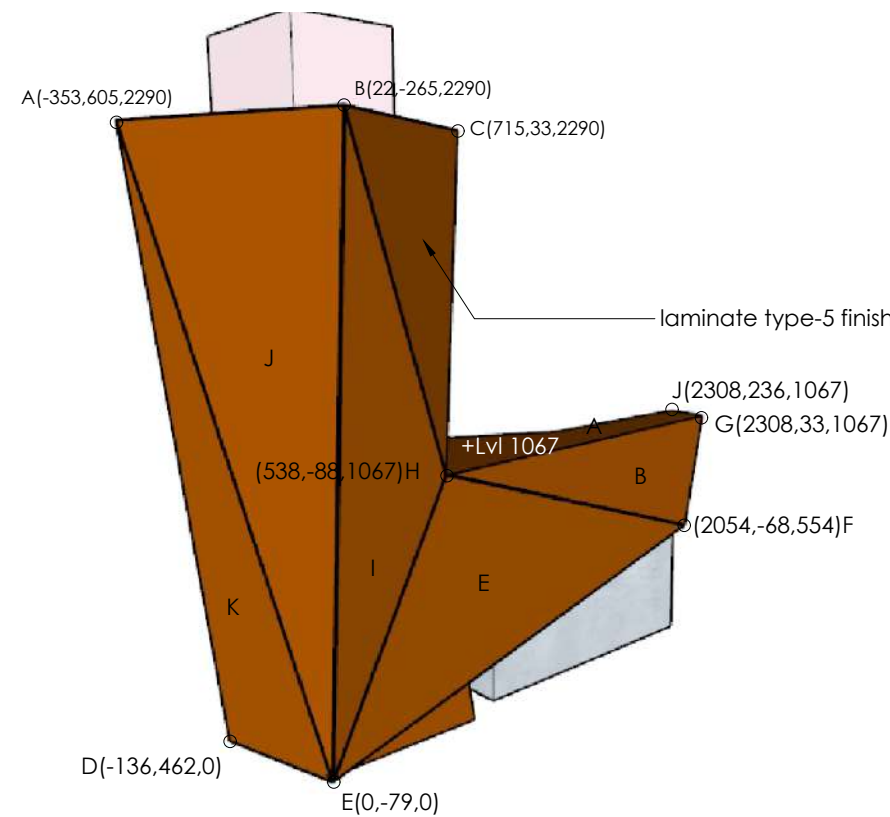 B(22,-265,2290)
A(-353,605,2290)
C(715,33,2290)
laminate type-5 finish
J
J(2308,236,1067)
A
G(2308,33,1067)
+Lvl 1067
(538,-88,1067)H
B
(2054,-68,554)F
I
E
K
D(-136,462,0)
E(0,-79,0)